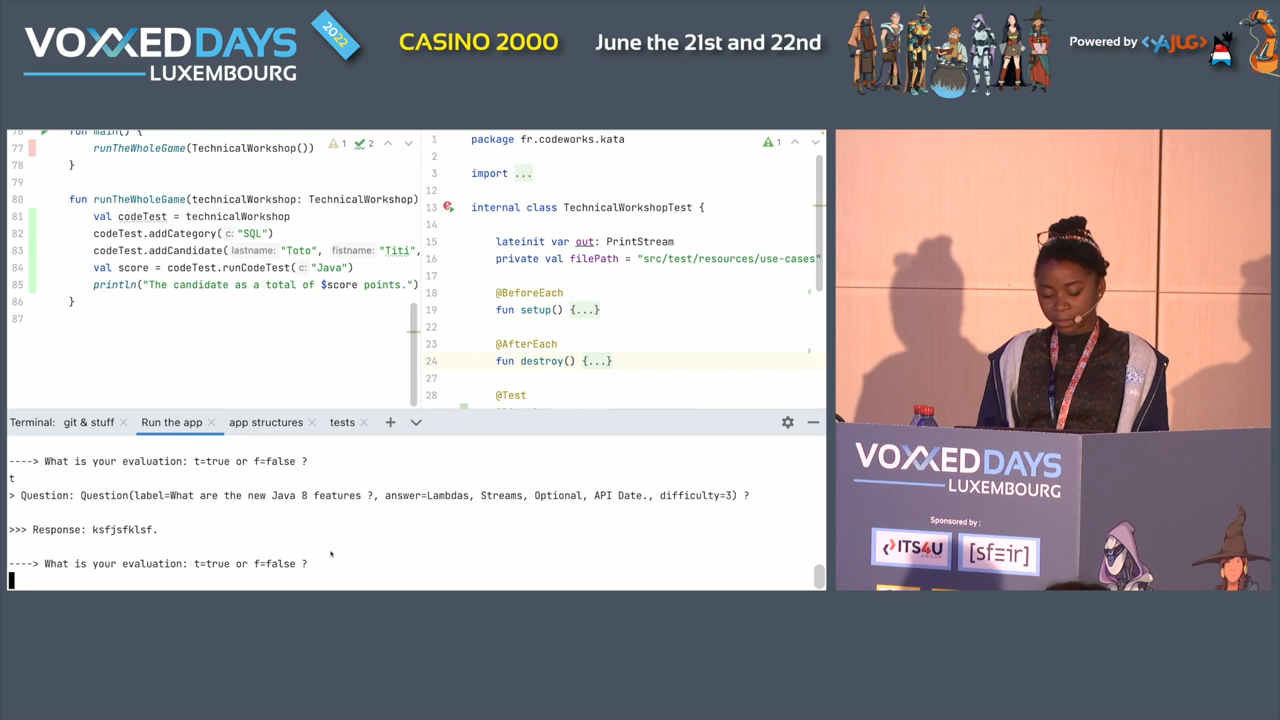 VOXXED DAYS
LUXEMBOURG
2022
CASINO 2000
June the 21st and 22nd
Powered by <YAJUG>
76 fun main() {
77 runTheWholeGame(TechnicalWorkshop())
78 }
79
80 fun runTheWholeGame(technicalWorkshop: TechnicalWorkshop)
81 val codeTest = technicalWorkshop
82 codeTest.addCategory( c: "SQL")
83 codeTest.addCandidate( lastname: "Toto", fistname: "Titi",
84 val score = codeTest.runCodeTest( c: "Java")
85 println("The candidate as a total of $score points.")
86 }
87
1 2
1 package fr.codeworks.kata
2
3 import ...
12
13 internal class TechnicalWorkshopTest {
14
15 lateinit var out: PrintStream
16 private val filePath = "src/test/resources/use-cases"
17
18 @BeforeEach
19 fun setup() {...}
22
23 @AfterEach
24 fun destroy() {...}
27
28 @Test
1
Terminal: git & stuff Run the app app structures tests
----> What is your evaluation: t=true or f=false ?
t
> Question: Question(label=What are the new Java 8 features ?, answer=Lambdas, Streams, Optional, API Date., difficulty=3) ?
>>> Response: ksfjsfklsf.
----> What is your evaluation: t=true or f=false ?
VOXXED DAYS
LUXEMBOURG
Sponsored by :
ITS4U
[sfeir]